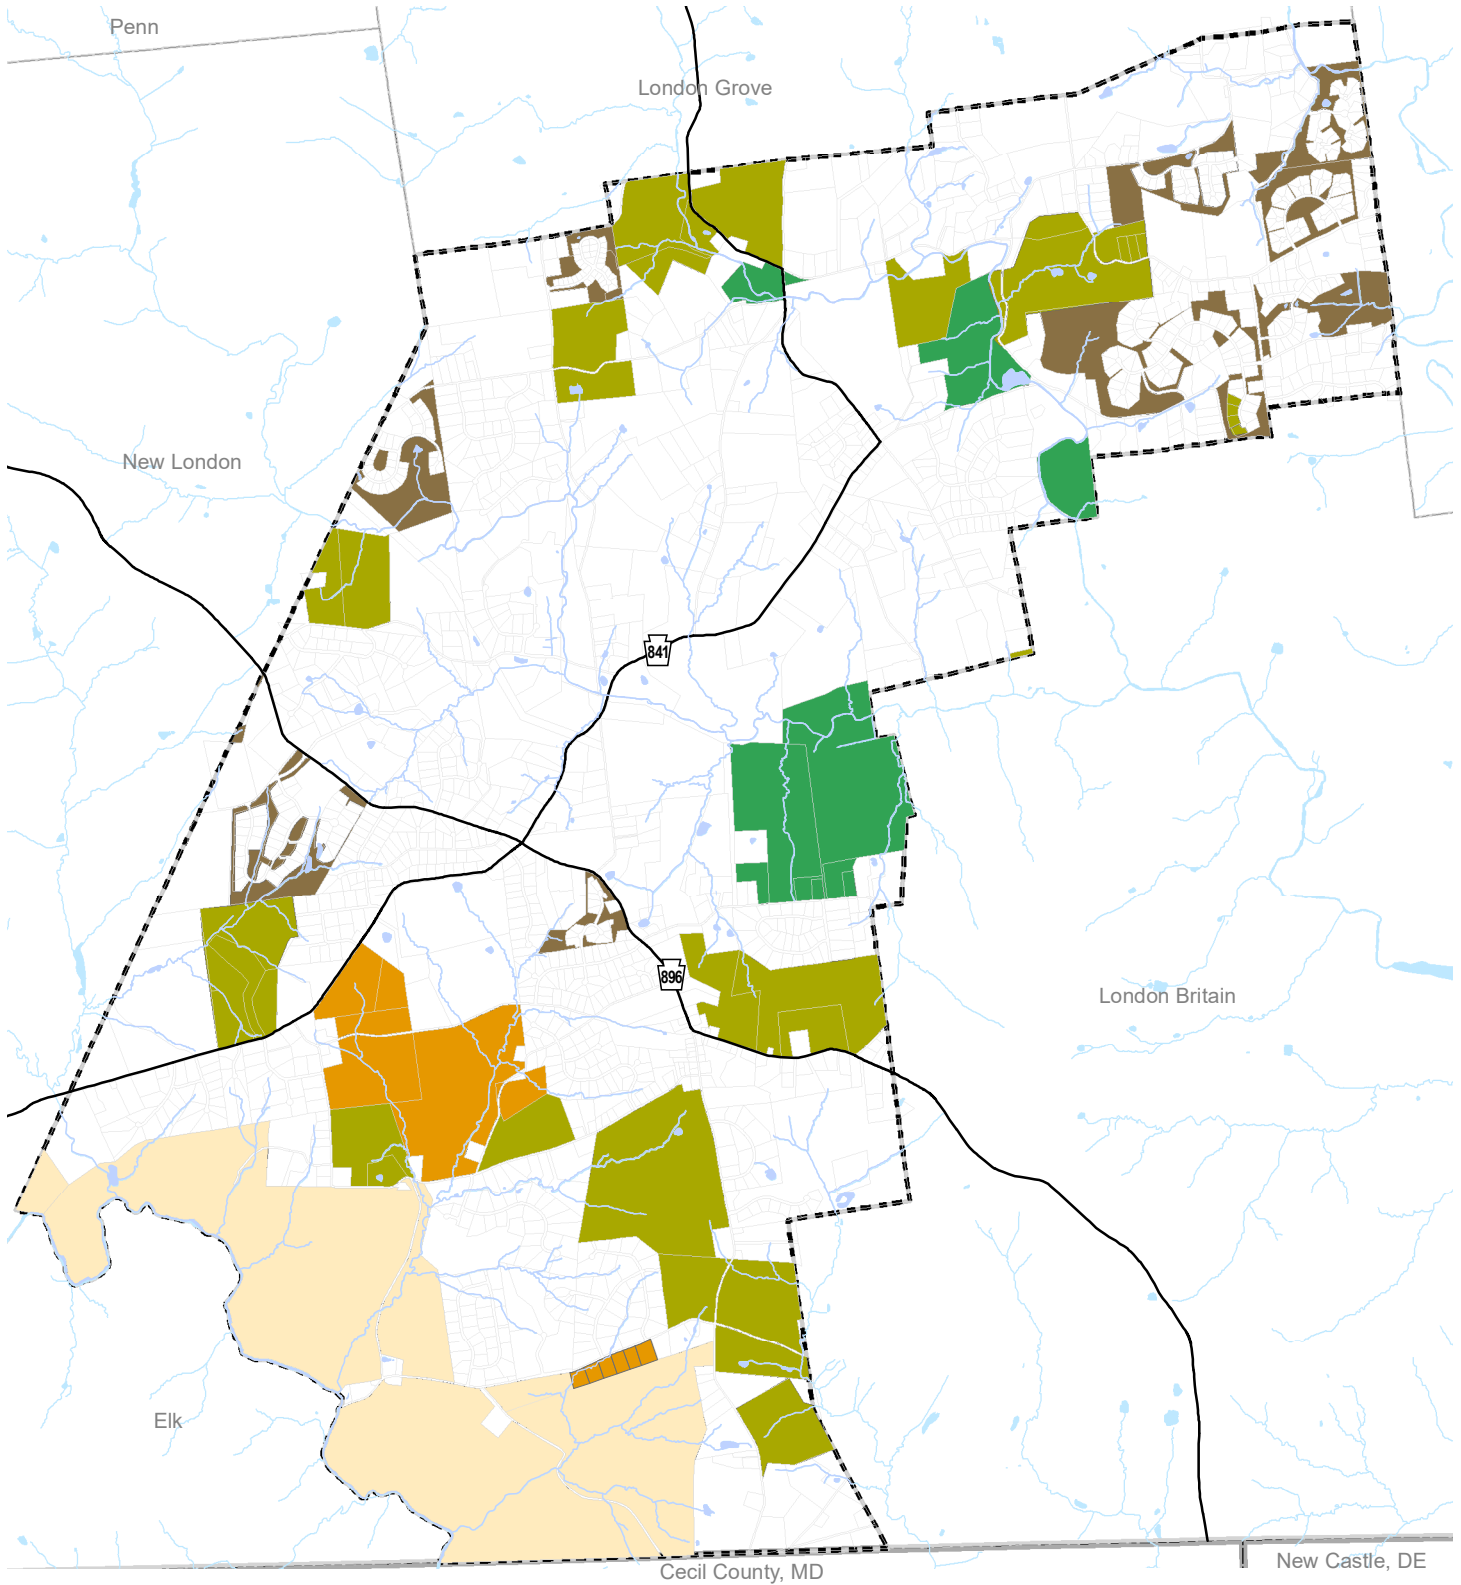 Penn
London Grove
New London
841
896
London Britain
Elk
Cecil County, MD
New Castle, DE